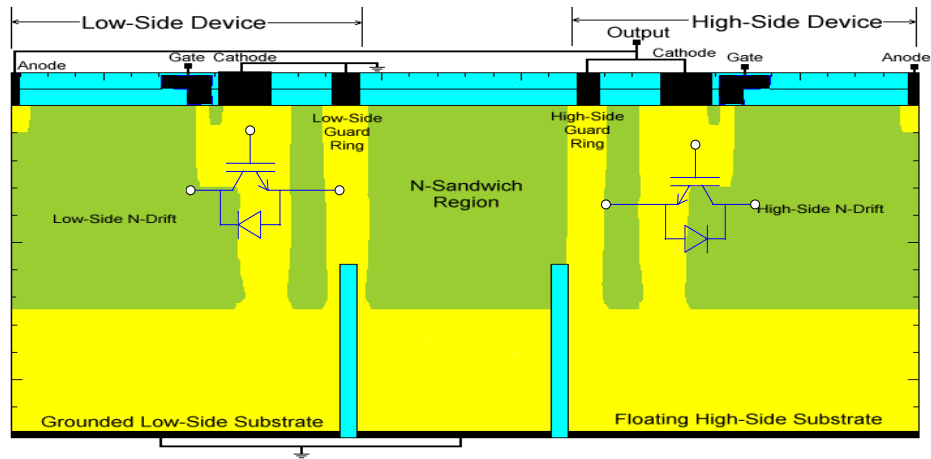 Low-Side Device
High-Side Device
Output
Anode
Gate
Cathode
Cathode
Gate
Anode
Low-Side
Guard
Ring
High-Side
Guard
Ring
N-Sandwich
Region
Low-Side N-Drift
High-Side N-Drift
Grounded Low-Side Substrate
Floating High-Side Substrate